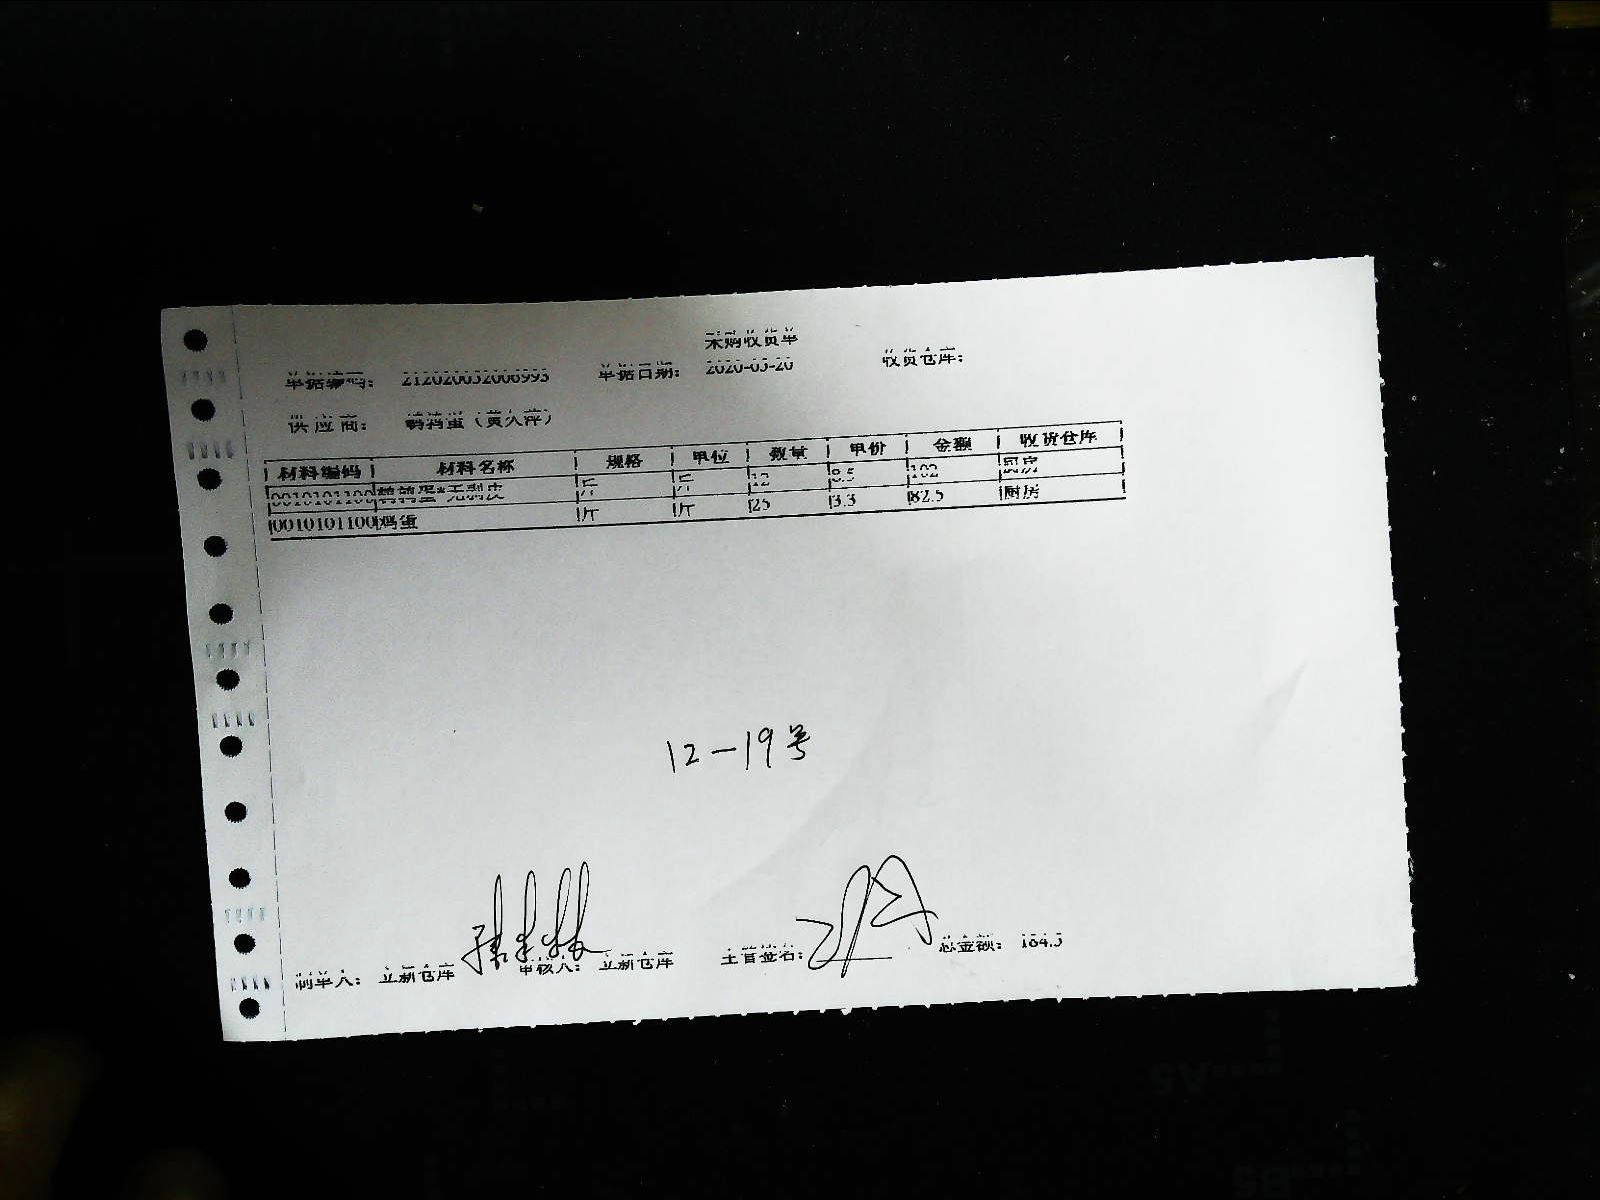 采购收货单
单据编码: 212020032006993 单据日期: 2020-03-20 收货仓库:
供应商: 鹌鹑蛋(黄久萍)
材料编码 材料名称 规格 单位 数量 单价 金额 收货仓库
0010101100 鹌鹑蛋*无剥皮 斤 斤 12 8.5 102 厨房
0010101100 鸡蛋 斤 斤 25 3.3 82.5 厨房
12-19号
制单人: 立新仓库 审核人: 立新仓库 主管签名: 总金额: 184.5